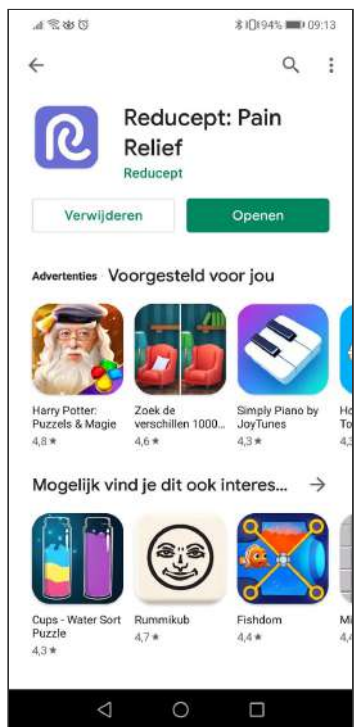 94% 09:13
Reducept: Pain
Relief
Reducept
Verwijderen Openen
Advertenties · Voorgesteld voor jou
Harry Potter: Zoek de Simply Piano by
Puzzels & Magie verschillen 1000... JoyTunes
4,8 ★ 4,6 ★ 4,3 ★
Mogelijk vind je dit ook interes...
Cups - Water Sort Rummikub Fishdom
Puzzle 4,7 ★ 4,4 ★
4,3 ★